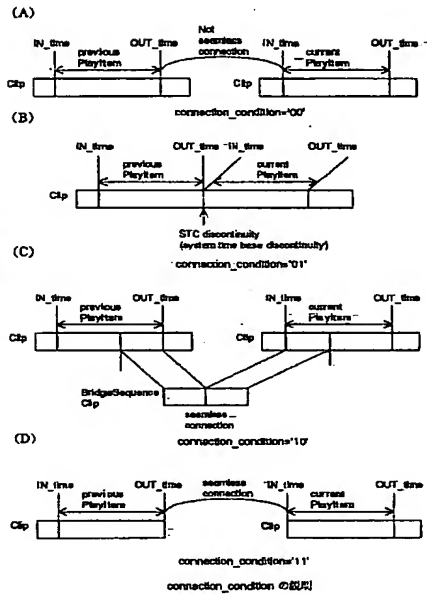 (A)
Not
seamless
connection
IN_time
previous
PlayItem
OUT_time
IN_time
current
PlayItem
OUT_time
Clip
Clip
connection_condition='00'
(B)
IN_time
previous
PlayItem
OUT_time
IN_time
current
PlayItem
OUT_time
Clip
STC discontinuity
(system time base discontinuity)
connection_condition='01'
(C)
IN_time
previous
PlayItem
OUT_time
IN_time
current
PlayItem
OUT_time
Clip
Clip
BridgeSequence
Clip
seamless
connection
connection_condition='10'
(D)
seamless
connection
IN_time
previous
PlayItem
OUT_time
IN_time
current
PlayItem
OUT_time
Clip
Clip
connection_condition='11'
connection_condition の説明